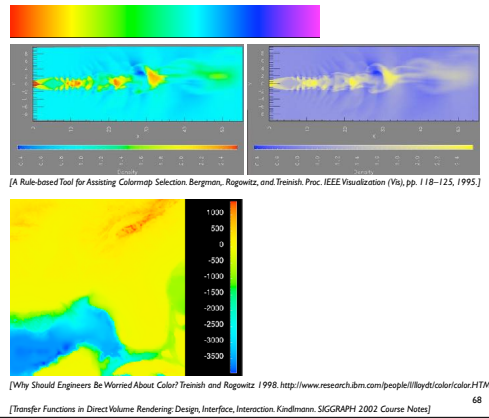 Density
Density
[A Rule-based Tool for Assisting Colormap Selection. Bergman,. Rogowitz, and. Treinish. Proc. IEEE Visualization (Vis), pp. 118–125, 1995.]
1000
500
0
-500
-1000
-1500
-2000
-2500
-3000
-3500
[Why Should Engineers Be Worried About Color? Treinish and Rogowitz 1998. http://www.research.ibm.com/people/l/lloydt/color/color.HTM
68
[Transfer Functions in Direct Volume Rendering: Design, Interface, Interaction. Kindlmann. SIGGRAPH 2002 Course Notes]